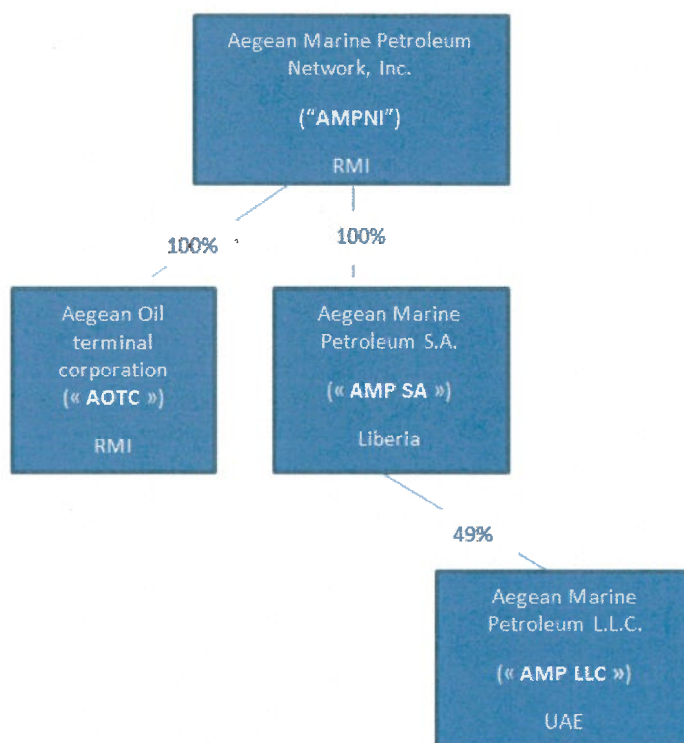 Aegean Marine Petroleum
Network, Inc.
("AMPNI")
RMI
100%
100%
Aegean Oil
terminal
corporation
(« AOTC »)
RMI
Aegean Marine
Petroleum S.A.
(« AMP SA »)
Liberia
49%
Aegean Marine
Petroleum L.L.C.
(« AMP LLC »)
UAE